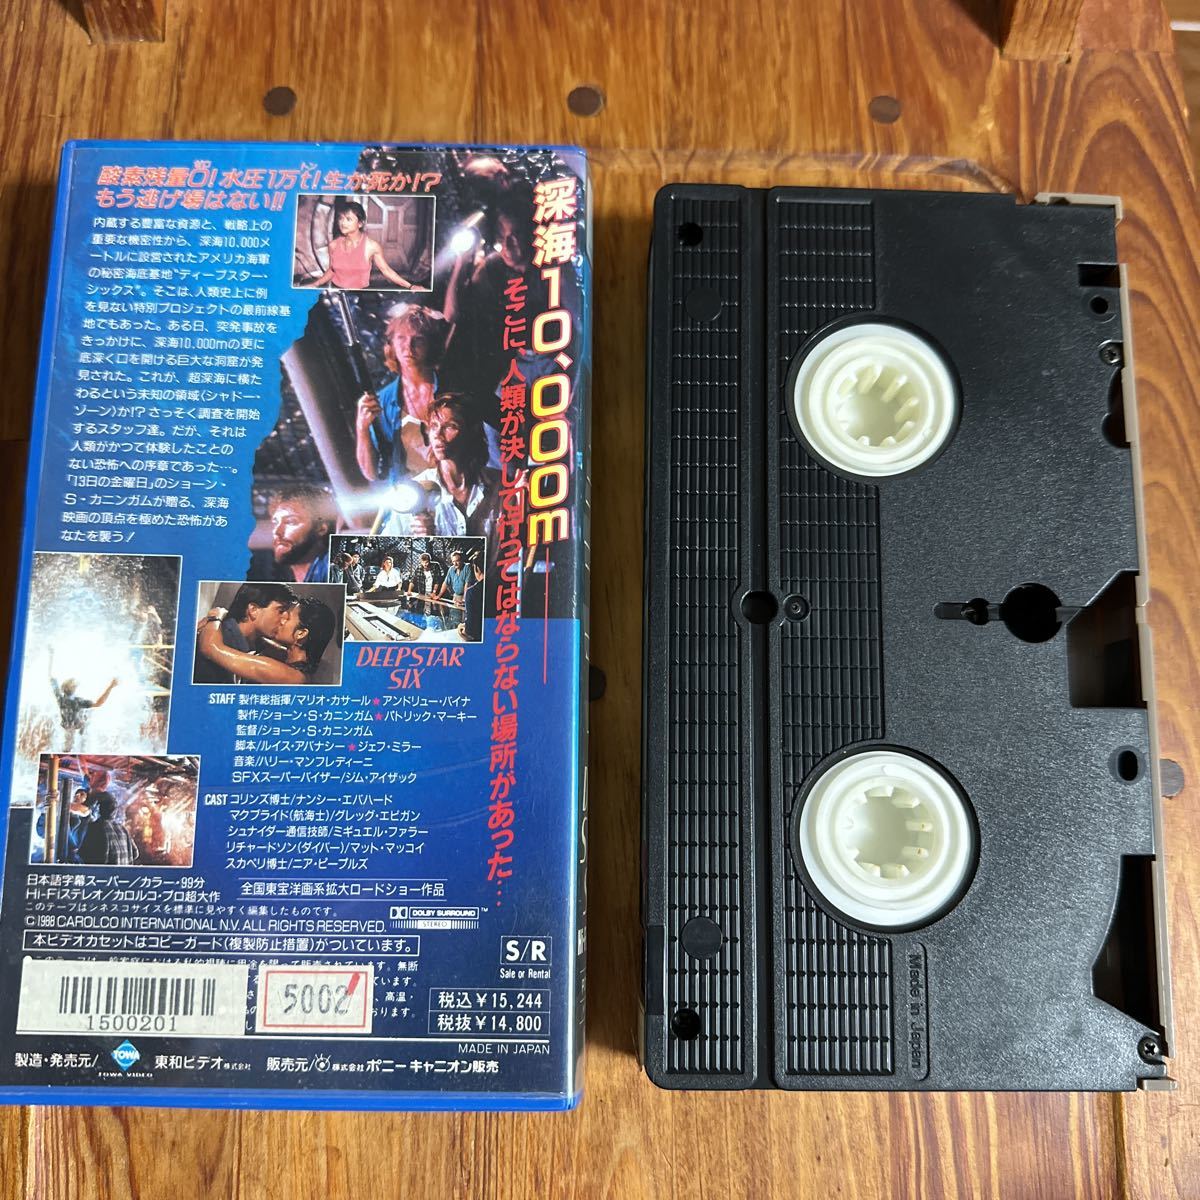 酸素残量0!水圧1万t!生か死か!?
ゼロ
トン
もう逃げ場はない!!
内蔵する豊富な資源と、戦略上の
重要な機密性から、深海10,000メ
ートルに設営されたアメリカ海軍
の秘密海底基地"ディープスター・
シックス"。そこは、人類史上に例
を見ない特別プロジェクトの最前線基
地でもあった。ある日、突発事故を
きっかけに、深海10,000mの更に
底深く口を開ける巨大な洞窟が発
見された。これが、超深海に横た
わるという未知の領域〈シャドー・
ゾーン〉か!?さっそく調査を開始
するスタッフ達。だが、それは
人類がかつて体験したことの
ない恐怖への序章であった…。
「13日の金曜日」のショーン・
S・カニンガムが贈る、深海
映画の頂点を極めた恐怖があ
なたを襲う!
深海10,000m
そこに、人類が決して行ってはならない場所があった…
DEEPSTAR
SIX
STAFF 製作総指揮/マリオ・カサール★アンドリュー・バイナ
製作/ショーン・S・カニンガム★パトリック・マーキー
監督/ショーン・S・カニンガム
脚本/ルイス・アバナシー★ジェフ・ミラー
音楽/ハリー・マンフレディーニ
SFXスーパーバイザー/ジム・アイザック
CAST コリンズ博士/ナンシー・エバハード
マクブライド(航海士)/グレッグ・エビガン
シュナイダー通信技師/ミギュエル・ファラー
リチャードソン(ダイバー)/マット・マッコイ
スカペリ博士/ニア・ピープルズ
日本語字幕スーパー/カラー・99分
Hi-Fiステレオ/カロルコ・プロ超大作
全国東宝洋画系拡大ロードショー作品
このテープはシネスコサイズを標準に見やすく編集したものです。
©1988 CAROLCO INTERNATIONAL N.V. ALL RIGHTS RESERVED.
DOLBY SURROUND™
STEREO
本ビデオカセットはコピーガード(複製防止措置)がついています。
S/R
Sale or Rental
1500201
5002
税込¥15,244
税抜¥14,800
MADE IN JAPAN
製造・発売元/ TOWA 東和ビデオ株式会社 販売元/株式会社ポニーキャニオン販売
TOWA VIDEO
Made in Japan